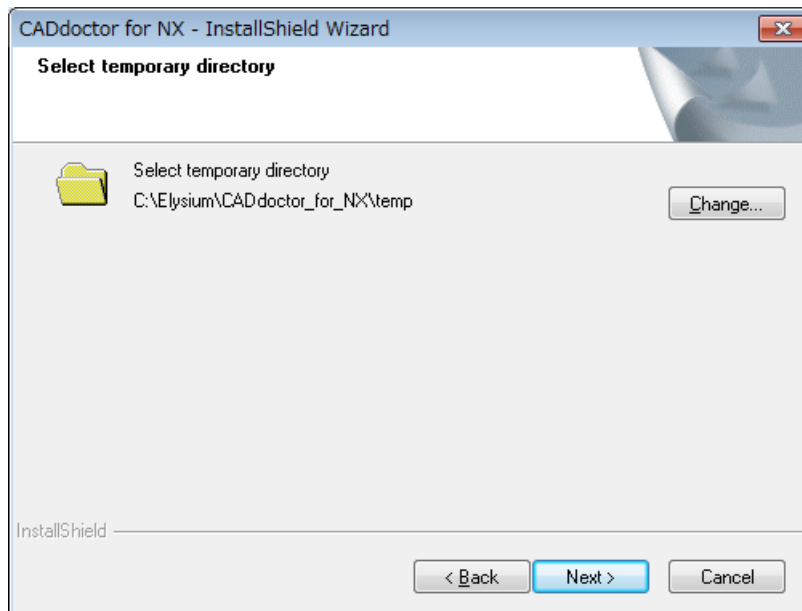 CADdoctor for NX - InstallShield Wizard
Select temporary directory
Select temporary directory
C:\Elysium\CADdoctor_for_NX\temp
Change...
InstallShield
< Back
Next >
Cancel